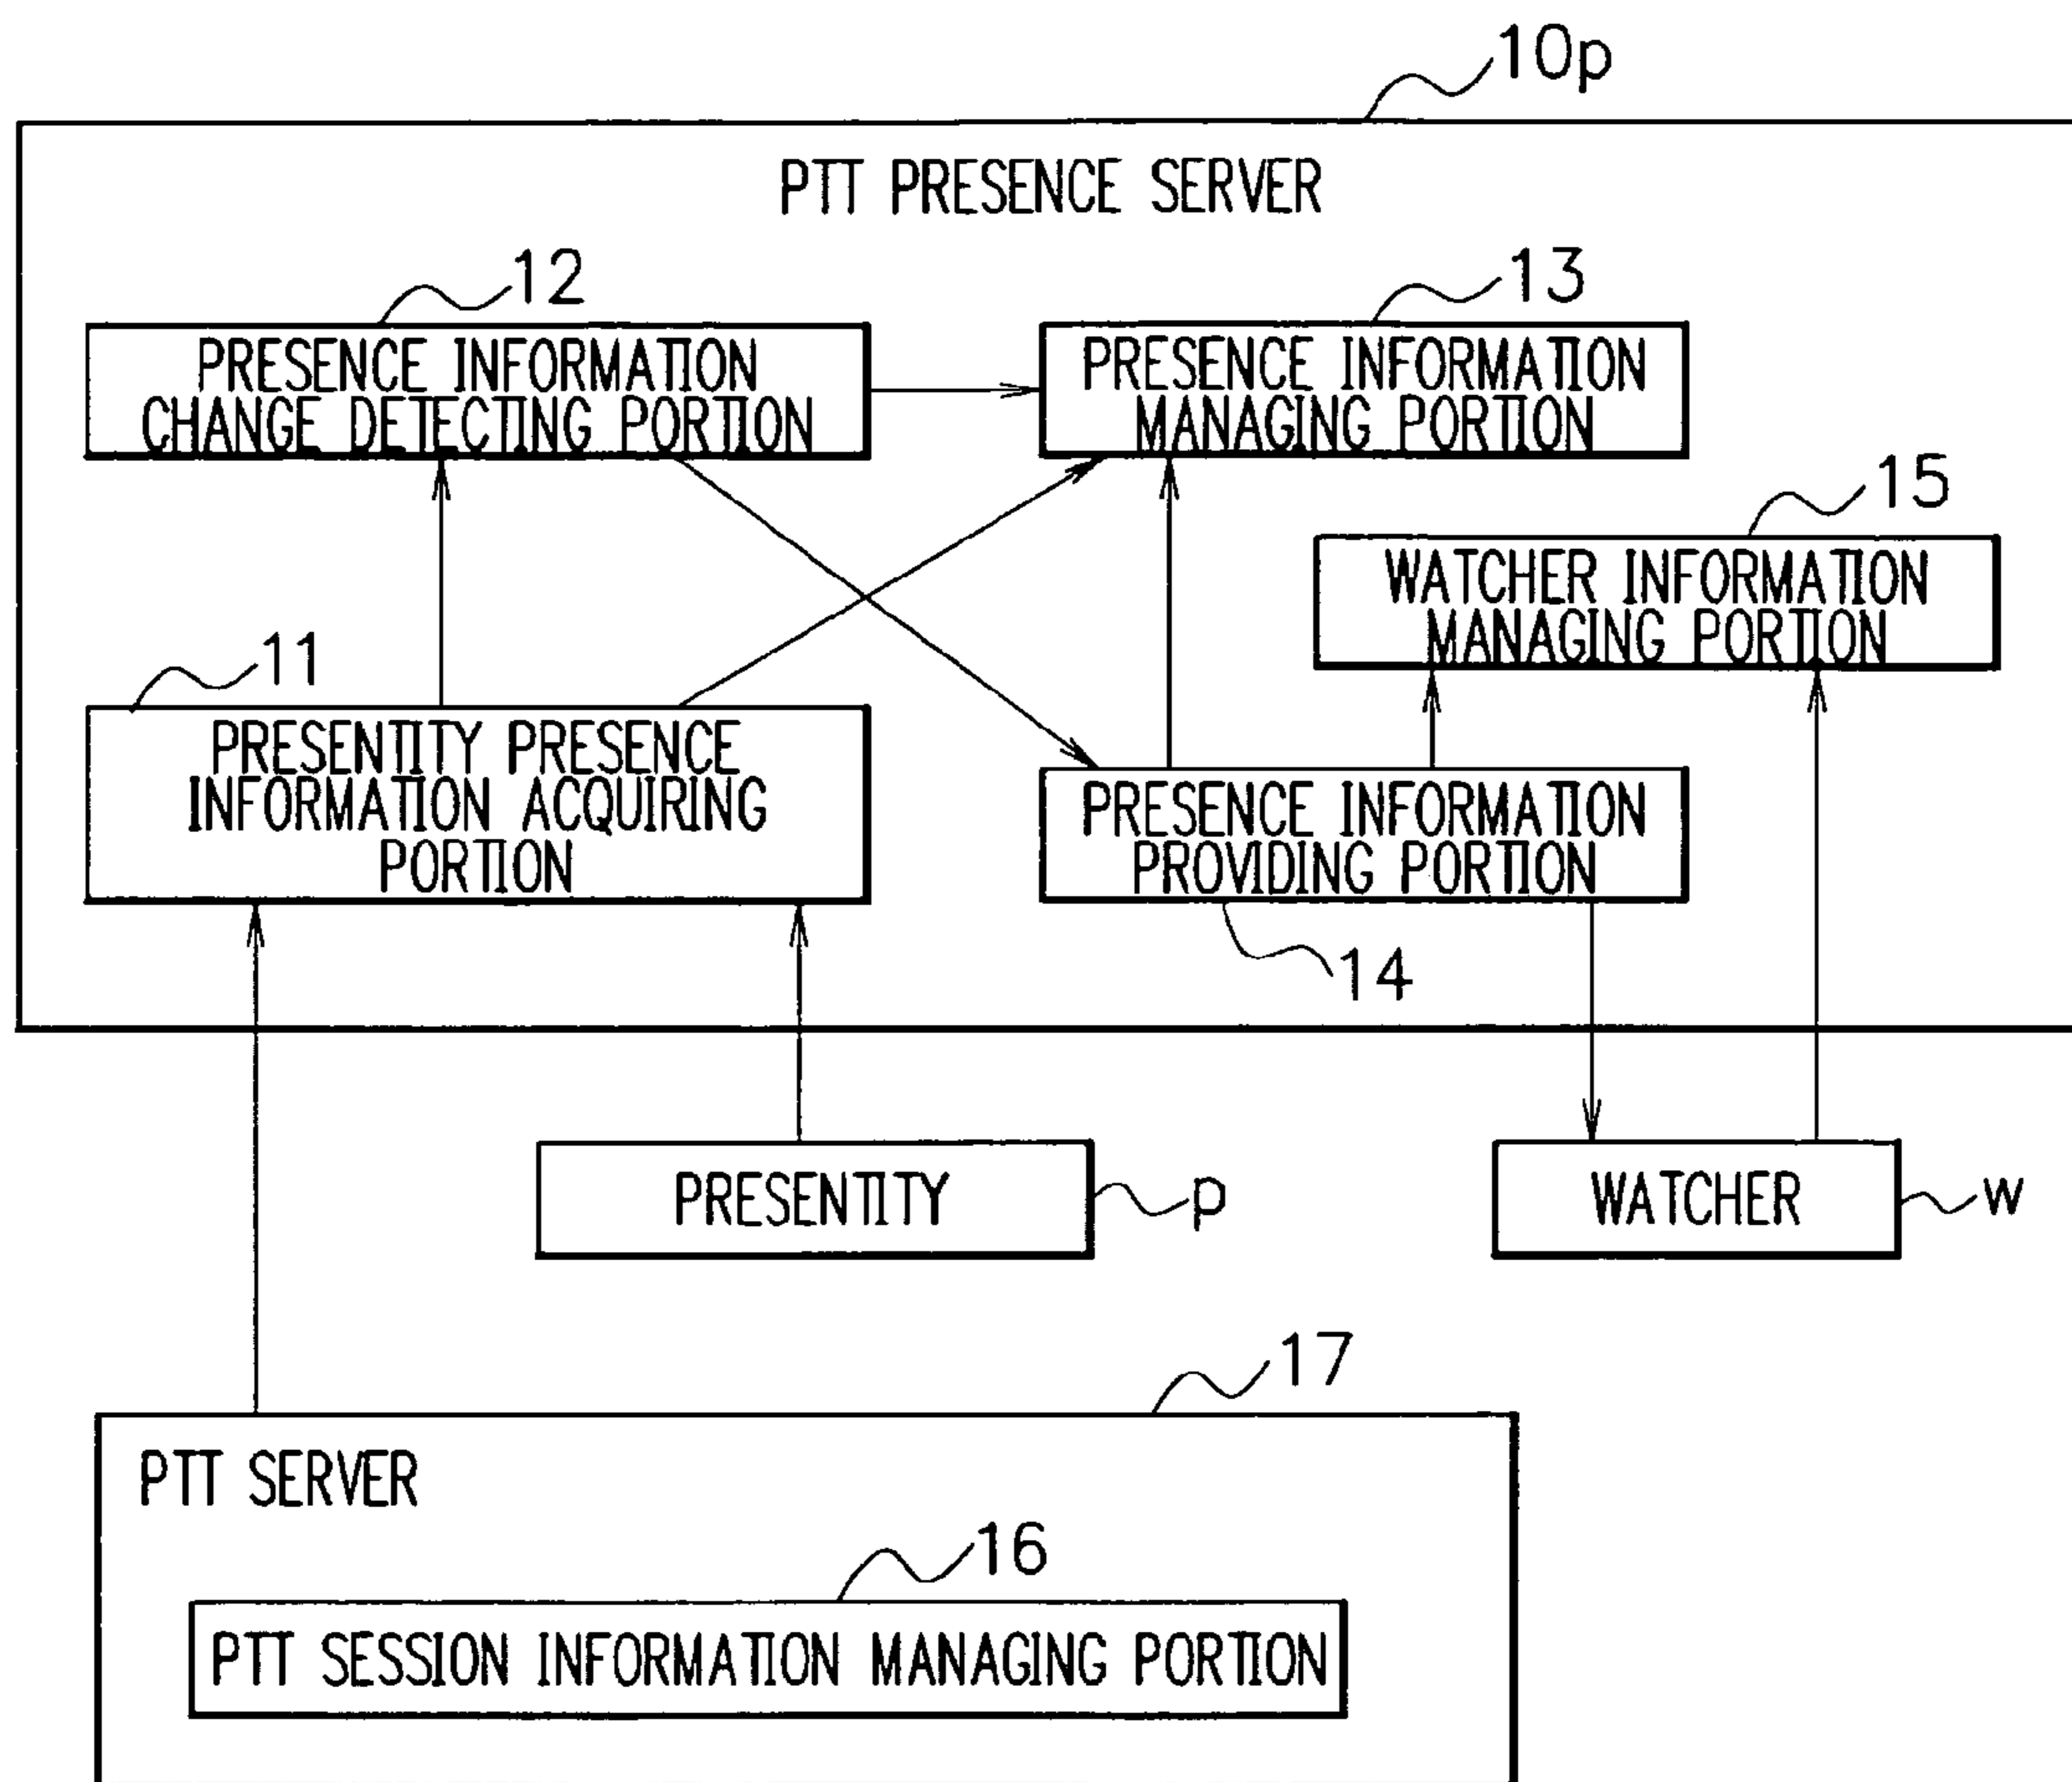 10p
PTT PRESENCE SERVER
12
13
PRESENCE INFORMATION
CHANGE DETECTING PORTION
PRESENCE INFORMATION
MANAGING PORTION
15
WATCHER INFORMATION
MANAGING PORTION
11
PRESENTITY PRESENCE
INFORMATION ACQUIRING
PORTION
PRESENCE INFORMATION
PROVIDING PORTION
14
PRESENTITY
p
WATCHER
w
17
PTT SERVER
16
PTT SESSION INFORMATION MANAGING PORTION